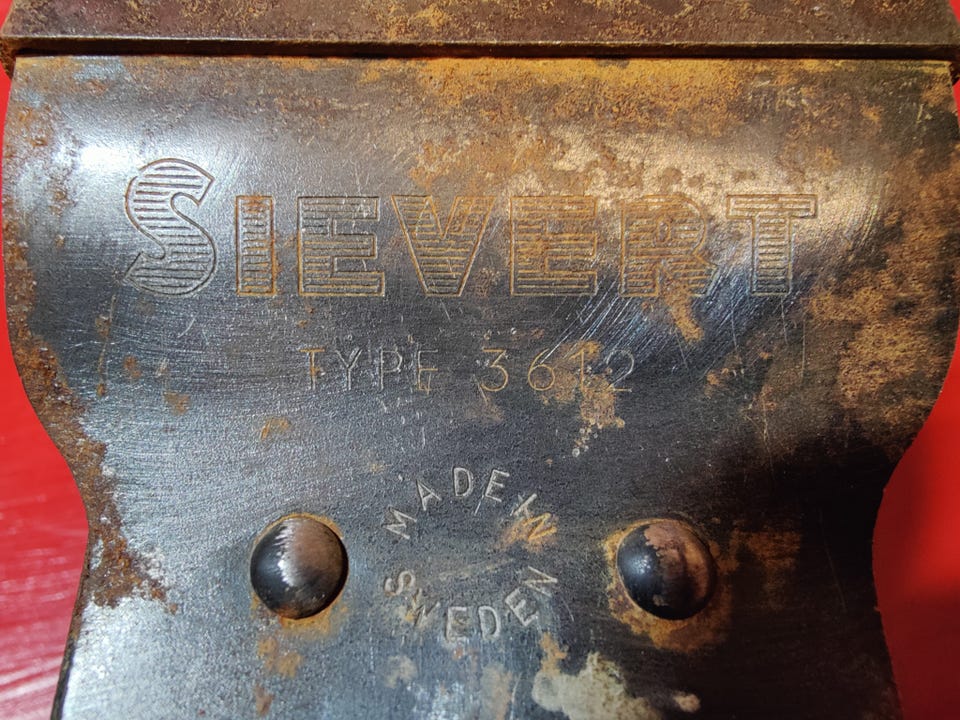 SIEVERT
TYPE 3612
MADE IN
SWEDEN